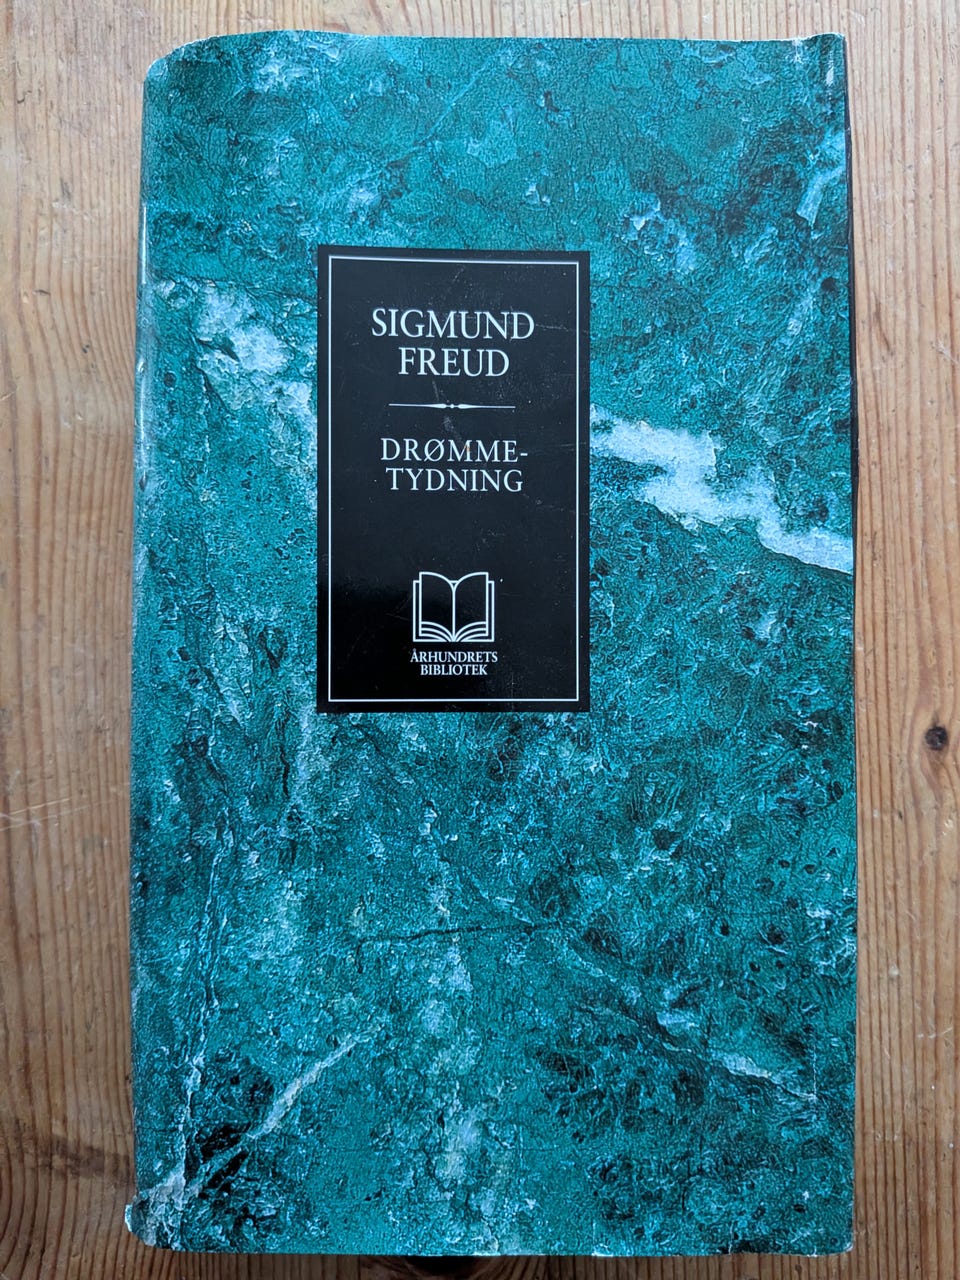 SIGMUND
FREUD
DRØMME-
TYDNING
ÅRHUNDRETS
BIBLIOTEK